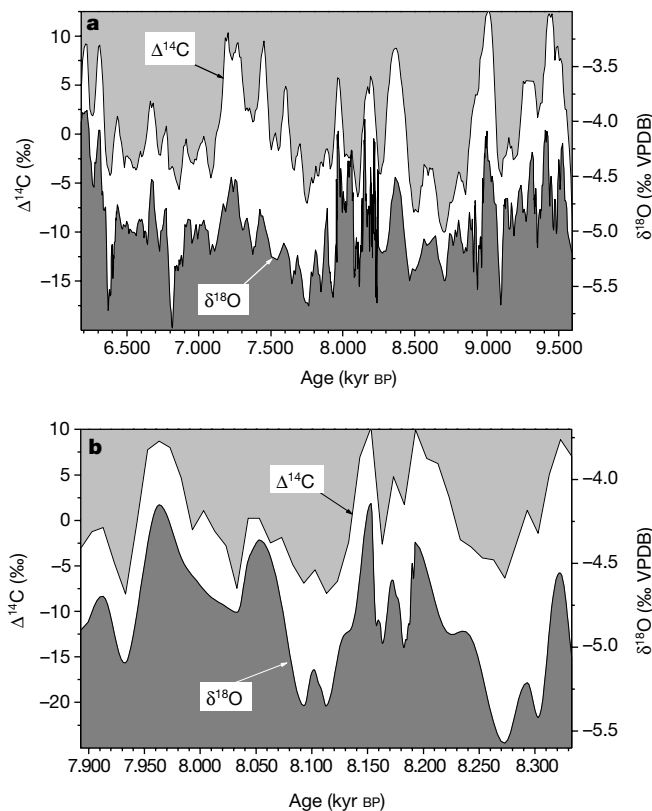 a
Δ¹⁴C
δ¹⁸O
Δ¹⁴C (‰)
10
5
0
−5
−10
−15
δ¹⁸O (‰ VPDB)
−3.5
−4.0
−4.5
−5.0
−5.5
6.500 7.000 7.500 8.000 8.500 9.000 9.500
Age (kyr BP)
b
Δ¹⁴C
δ¹⁸O
Δ¹⁴C (‰)
10
5
0
−5
−10
−15
−20
δ¹⁸O (‰ VPDB)
−4.0
−4.5
−5.0
−5.5
7.900 7.950 8.000 8.050 8.100 8.150 8.200 8.250 8.300
Age (kyr BP)